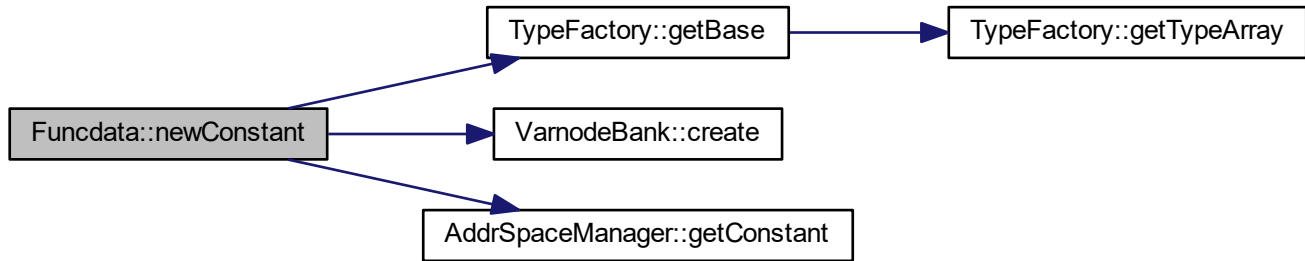 TypeFactory::getBase
TypeFactory::getTypeArray
Funcdata::newConstant
VarnodeBank::create
AddrSpaceManager::getConstant